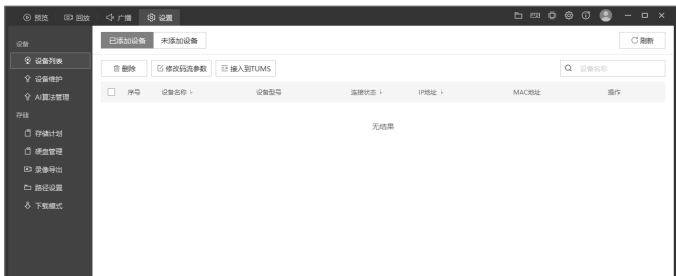 预览 回放 广播 设置
设备
设备列表
设备维护
AI算法管理
存储
存储计划
硬盘管理
录像导出
路径设置
下载模式
已添加设备 未添加设备 刷新
删除 修改码流参数 接入到TUMS 设备名称
序号 设备名称 设备型号 连接状态 IP地址 MAC地址 操作
无结果